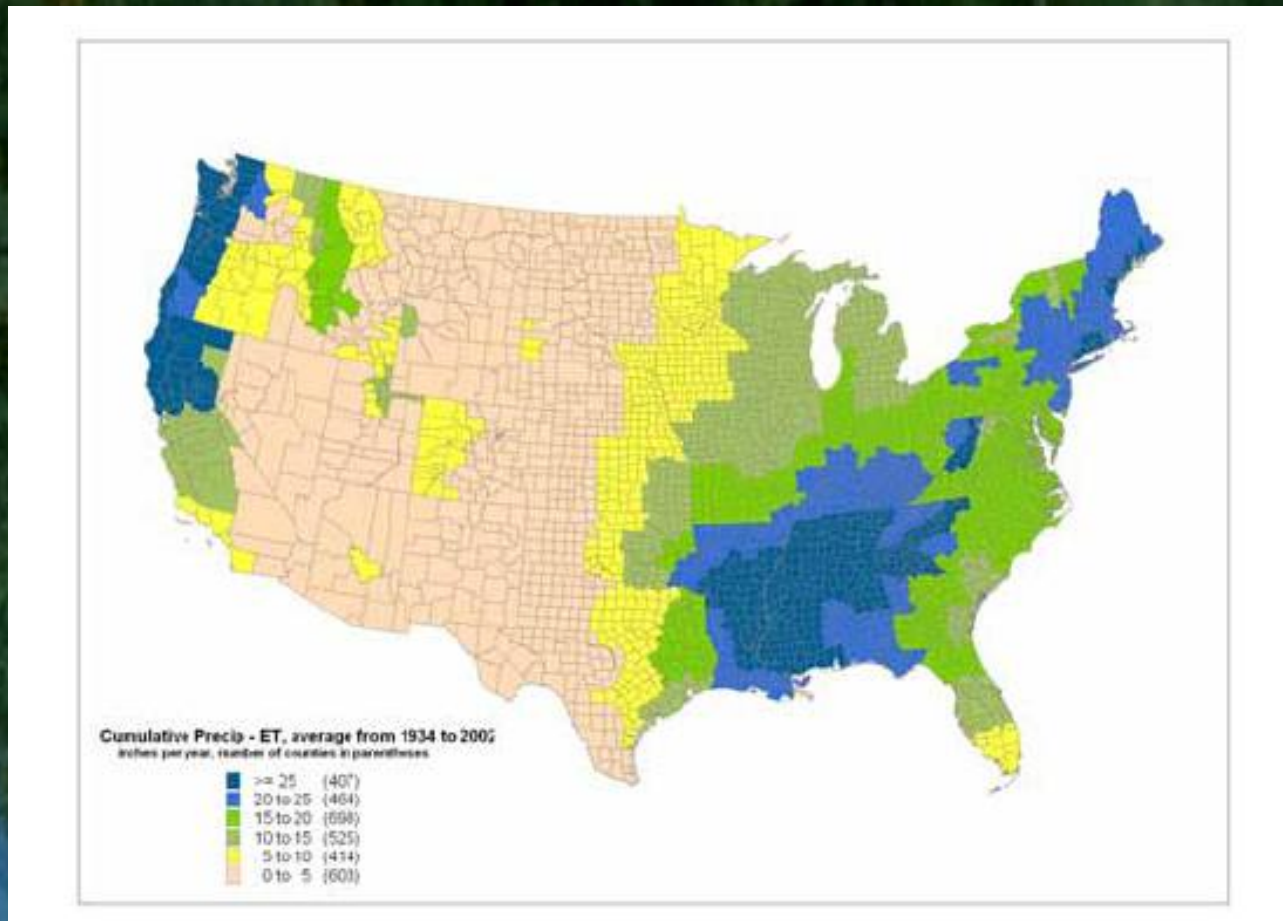 Cumulative Precip - ET, average from 1934 to 2002
inches per year, number of counties in parentheses
>= 25 (407)
20 to 25 (464)
15 to 20 (698)
10 to 15 (525)
5 to 10 (414)
0 to 5 (603)